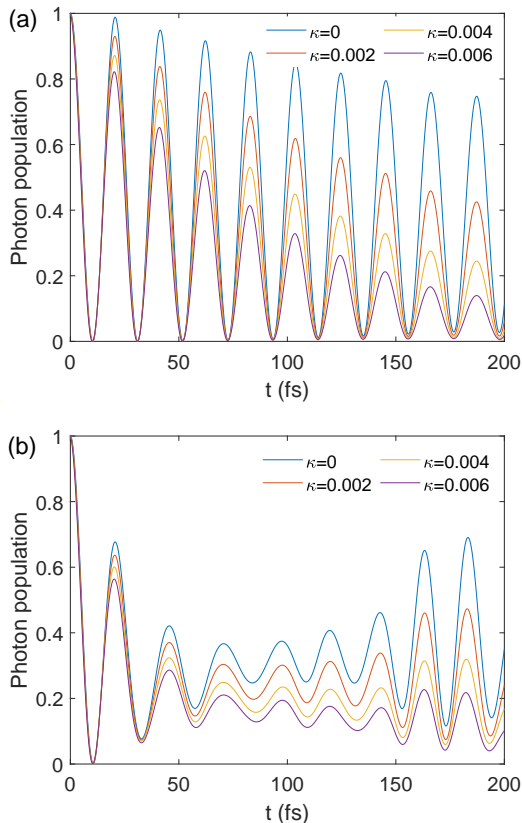 (a)
κ=0 κ=0.004
κ=0.002 κ=0.006
Photon population
1
0.8
0.6
0.4
0.2
0
0 50 100 150 200
t (fs)
(b)
κ=0 κ=0.004
κ=0.002 κ=0.006
Photon population
1
0.8
0.6
0.4
0.2
0
0 50 100 150 200
t (fs)